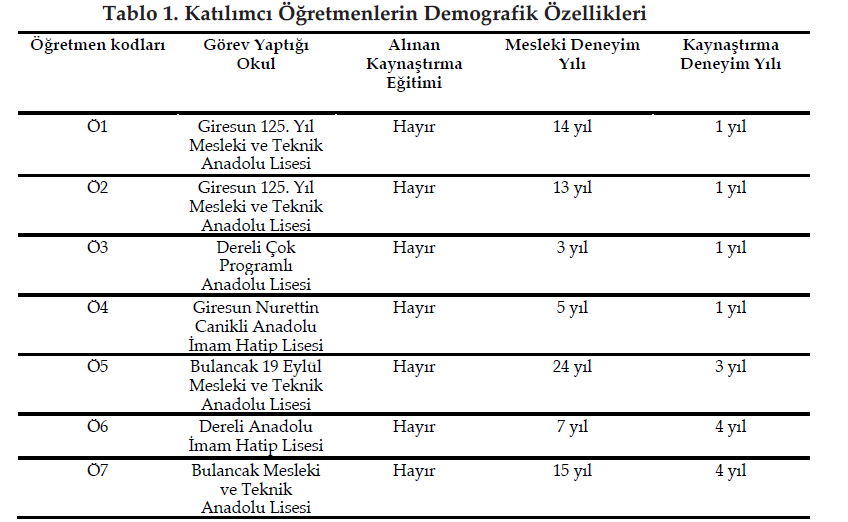 Tablo 1. Katılımcı Öğretmenlerin Demografik Özellikleri
Öğretmen kodları Görev Yaptığı Okul Alınan Kaynaştırma Eğitimi Mesleki Deneyim Yılı Kaynaştırma Deneyim Yılı
Ö1 Giresun 125. Yıl Mesleki ve Teknik Anadolu Lisesi Hayır 14 yıl 1 yıl
Ö2 Giresun 125. Yıl Mesleki ve Teknik Anadolu Lisesi Hayır 13 yıl 1 yıl
Ö3 Dereli Çok Programlı Anadolu Lisesi Hayır 3 yıl 1 yıl
Ö4 Giresun Nurettin Canikli Anadolu İmam Hatip Lisesi Hayır 5 yıl 1 yıl
Ö5 Bulancak 19 Eylül Mesleki ve Teknik Anadolu Lisesi Hayır 24 yıl 3 yıl
Ö6 Dereli Anadolu İmam Hatip Lisesi Hayır 7 yıl 4 yıl
Ö7 Bulancak Mesleki ve Teknik Anadolu Lisesi Hayır 15 yıl 4 yıl